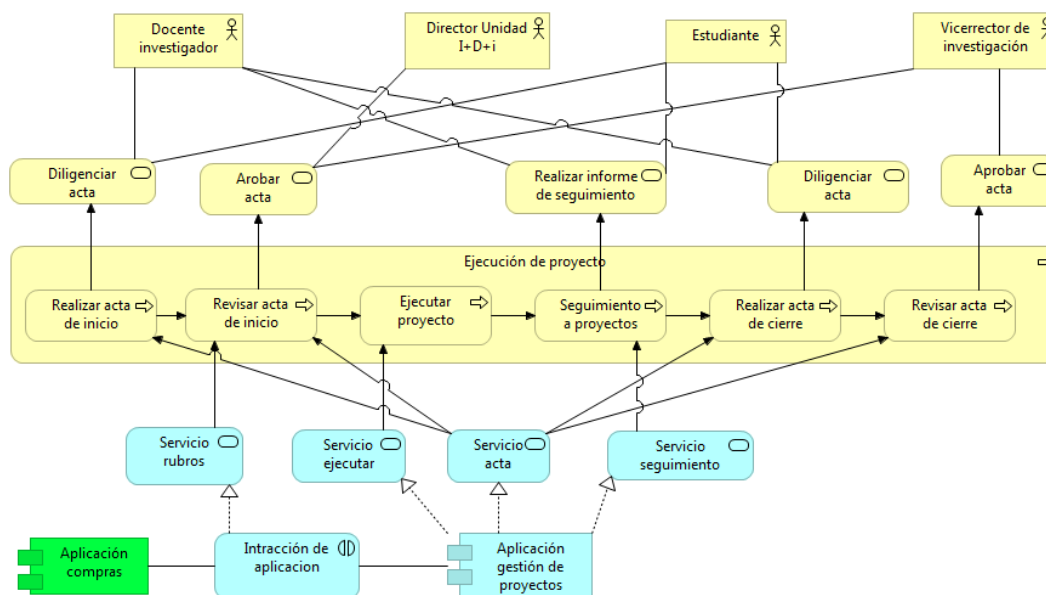 Docente
investigador
Director Unidad
I+D+i
Estudiante
Vicerrector de
investigación
Diligenciar
acta
Arobar
acta
Realizar informe
de seguimiento
Diligenciar
acta
Aprobar
acta
Ejecución de proyecto
Realizar acta
de inicio
Revisar acta
de inicio
Ejecutar
proyecto
Seguimiento
a proyectos
Realizar acta
de cierre
Revisar acta
de cierre
Servicio
rubros
Servicio
ejecutar
Servicio
acta
Servicio
seguimiento
Aplicación
compras
Intracción de
aplicacion
Aplicación
gestión de
proyectos